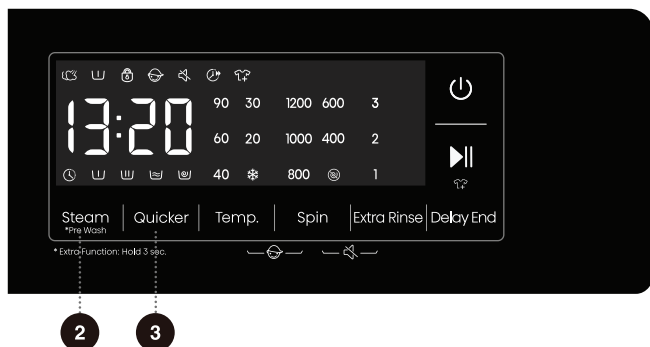 13:20
90 30 1200 600 3
60 20 1000 400 2
40 800 1
Steam Quicker Temp. Spin Extra Rinse Delay End
*Pre Wash
* Extra Function: Hold 3 sec.
2 3